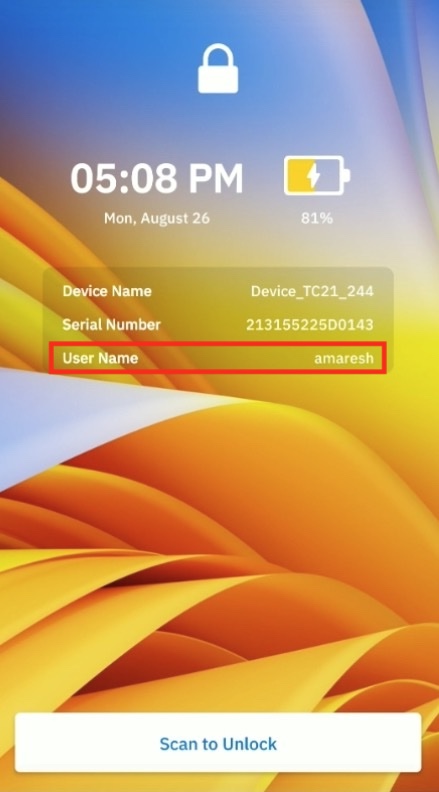 05:08 PM
Mon, August 26
81%
Device Name Device_TC21_244
Serial Number 213155225D0143
User Name amaresh
Scan to Unlock